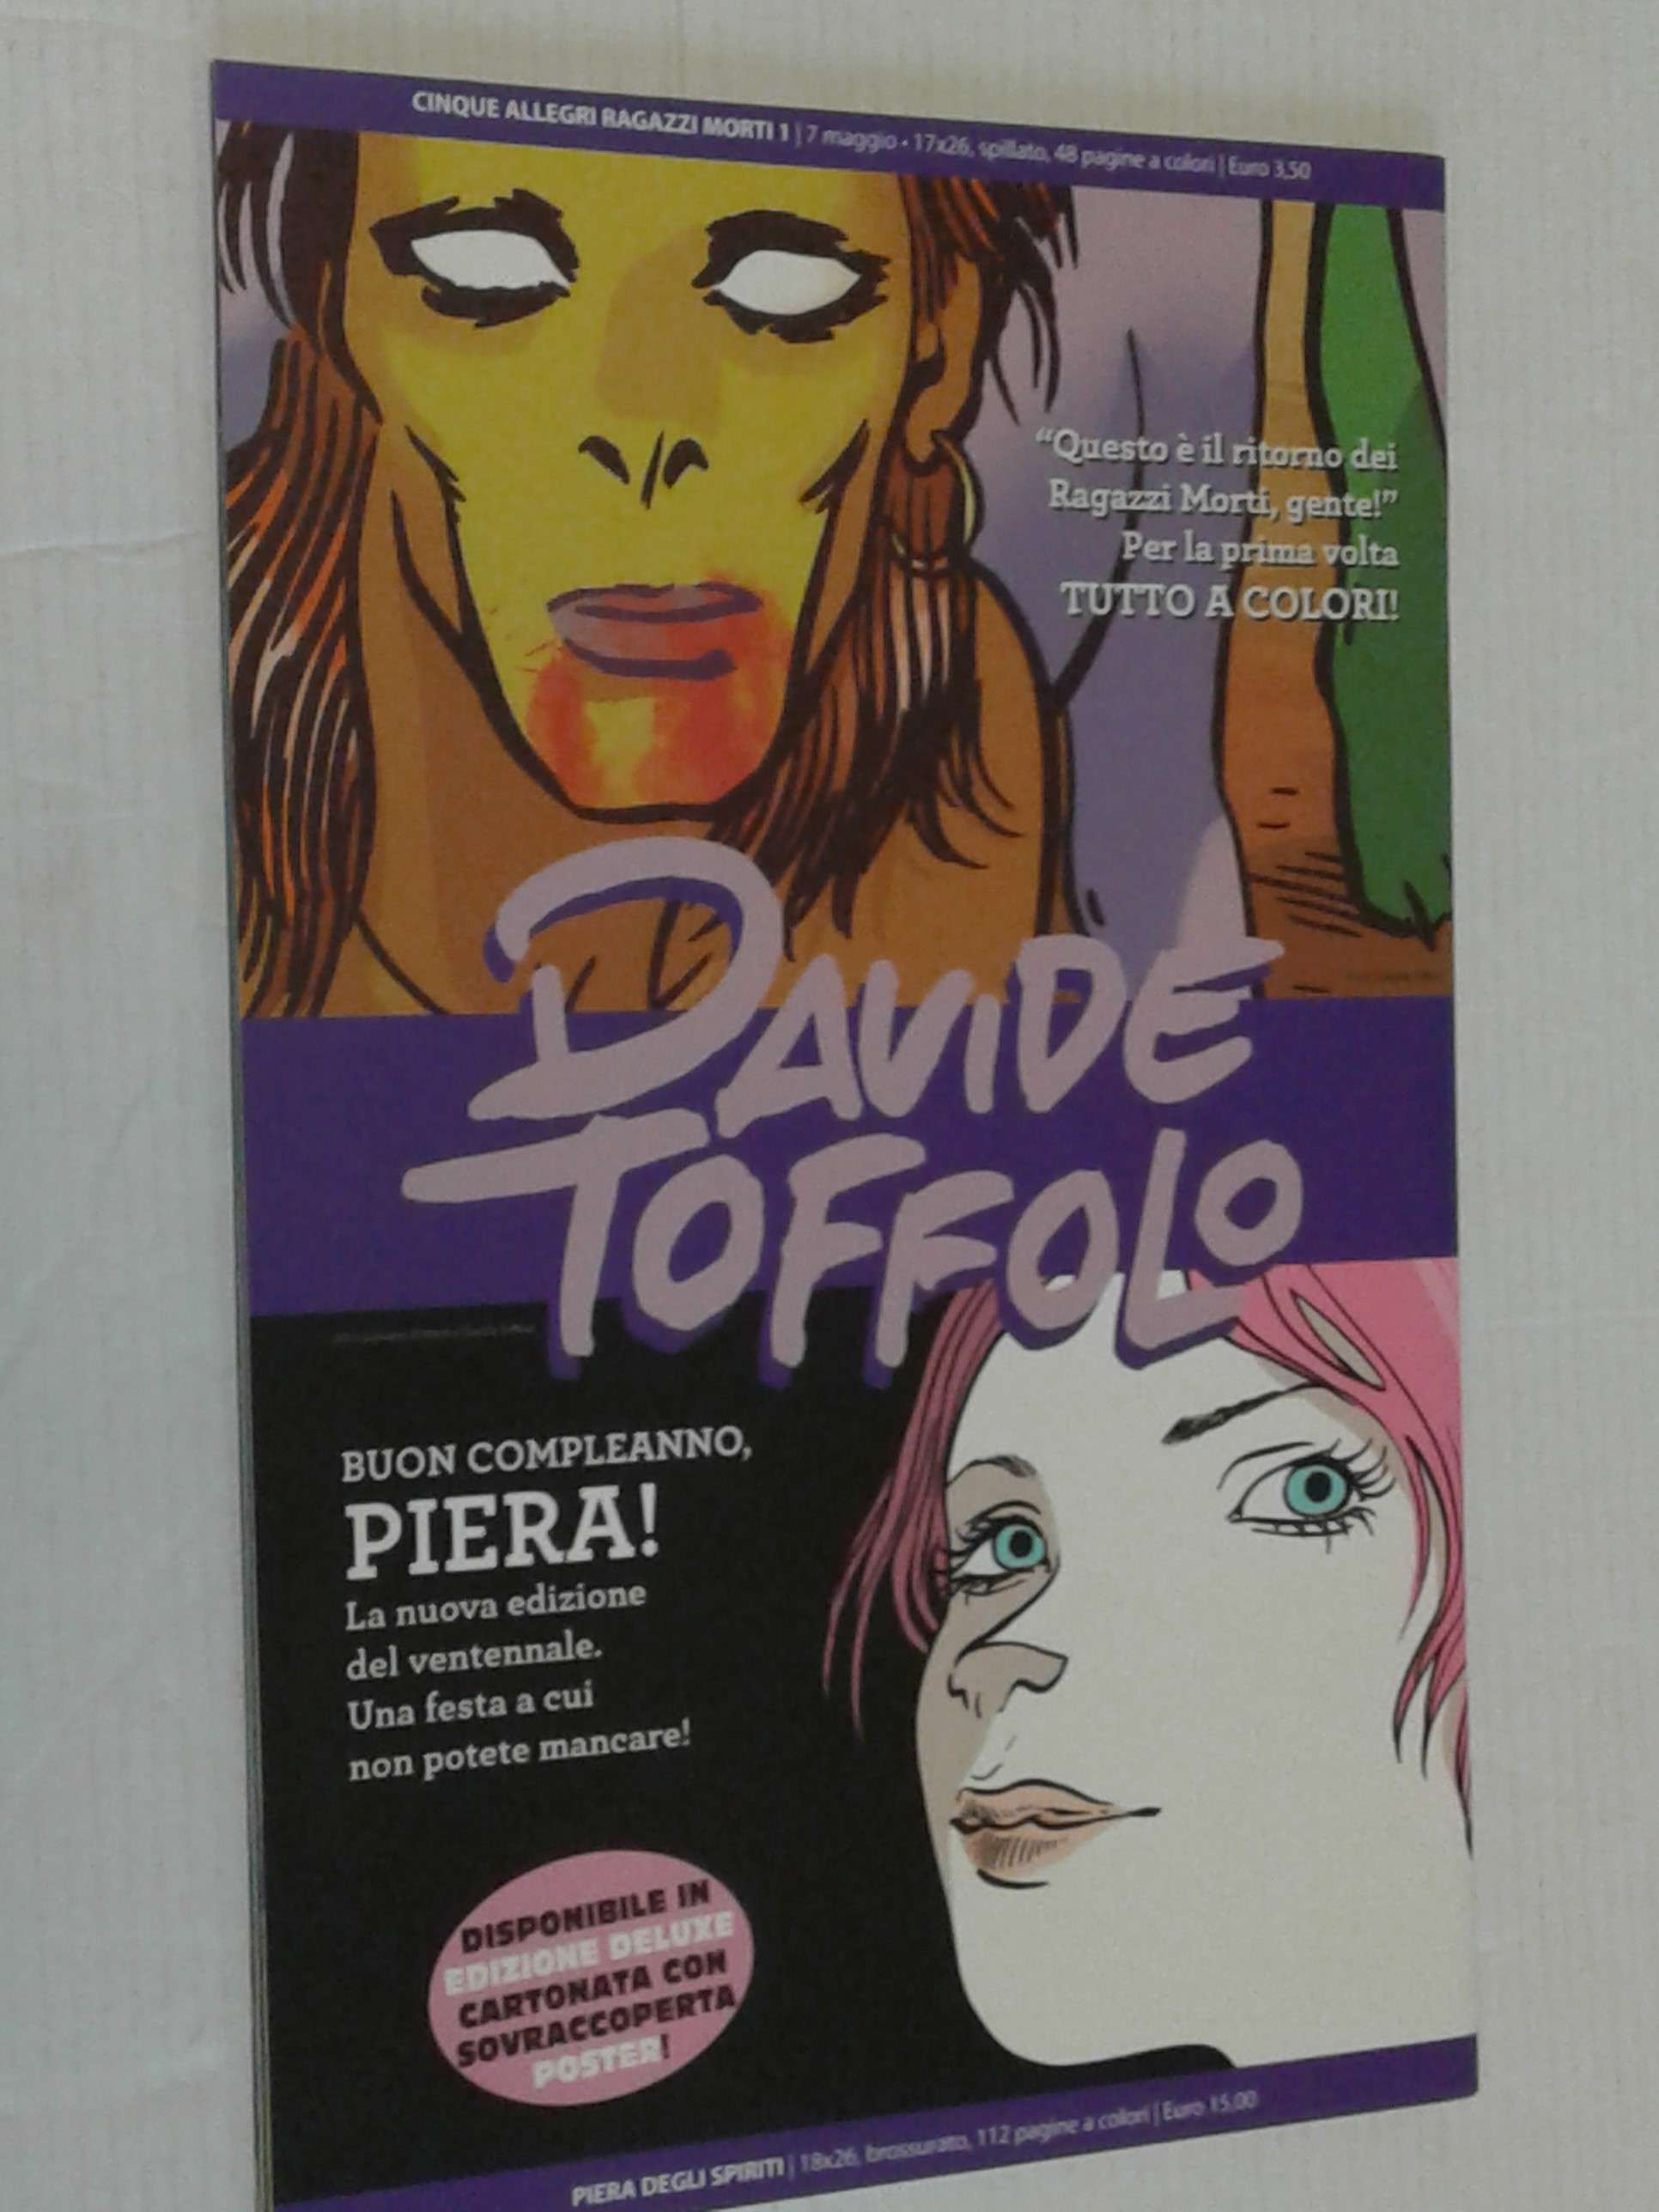 CINQUE ALLEGRI RAGAZZI MORTI 1 | 7 maggio • 17x26, spillato, 48 pagine a colori | Euro 3,50
“Questo è il ritorno dei
Ragazzi Morti, gente!”
Per la prima volta
TUTTO A COLORI!
DAVIDE
TOFFOLO
BUON COMPLEANNO,
PIERA!
La nuova edizione
del ventennale.
Una festa a cui
non potete mancare!
DISPONIBILE IN
EDIZIONE DELUXE
CARTONATA CON
SOVRACCOPERTA
POSTER!
PIERA DEGLI SPIRITI | 18x26, brossurato, 112 pagine a colori | Euro 15,00